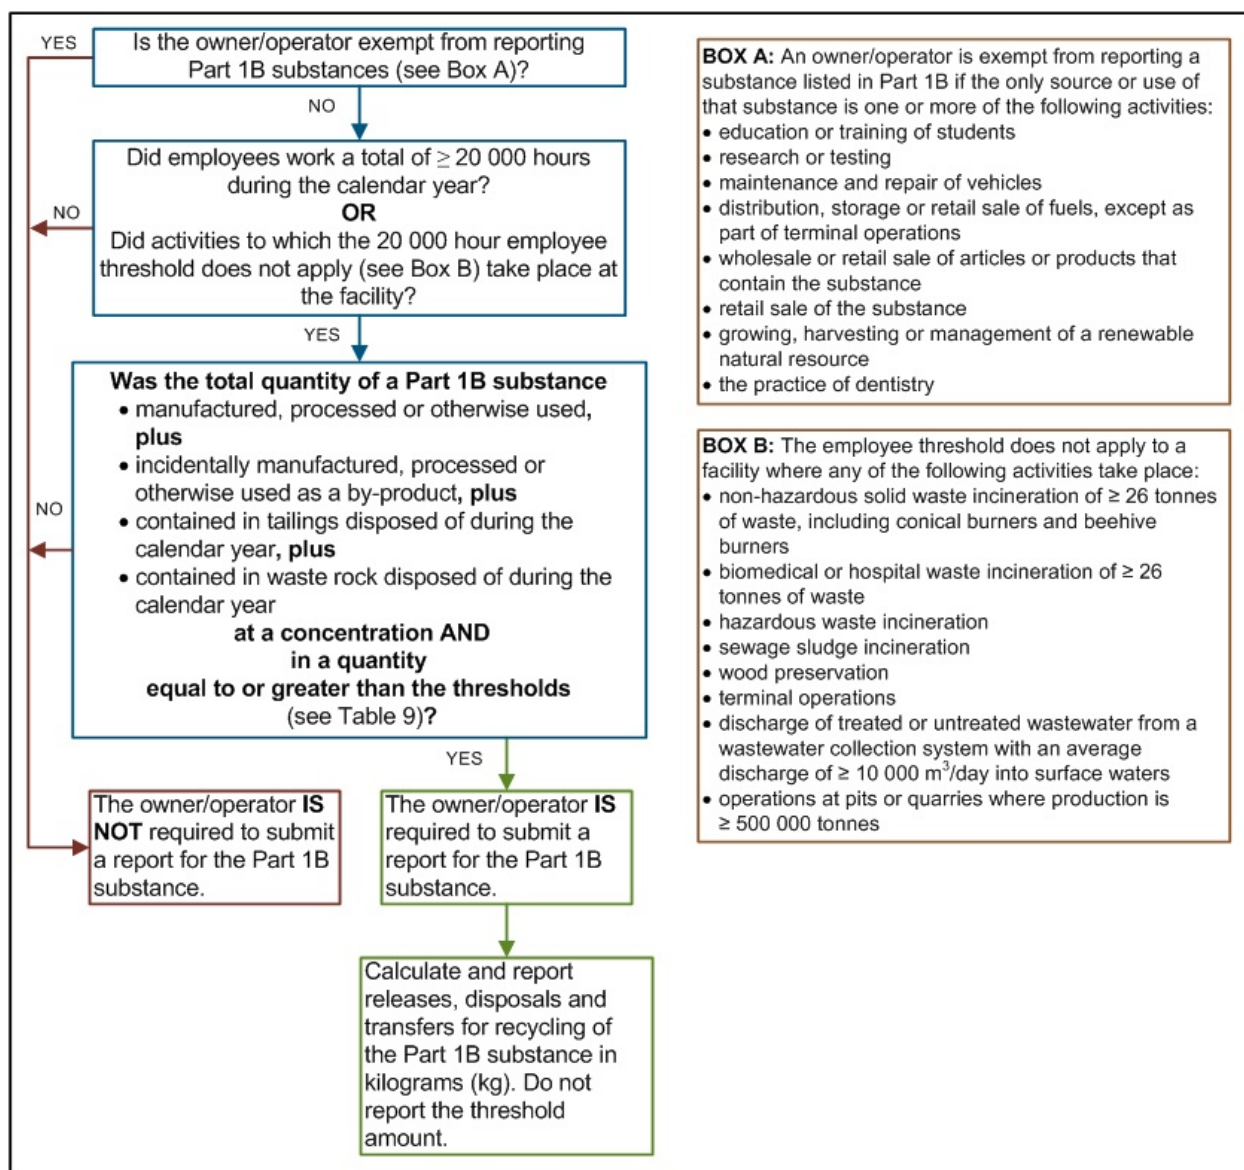 YES
Is the owner/operator exempt from reporting
Part 1B substances (see Box A)?
NO
Did employees work a total of ≥ 20 000 hours
during the calendar year?
OR
Did activities to which the 20 000 hour employee
threshold does not apply (see Box B) take place at
the facility?
NO
YES
Was the total quantity of a Part 1B substance
• manufactured, processed or otherwise used,
plus
• incidentally manufactured, processed or
otherwise used as a by-product, plus
• contained in tailings disposed of during the
calendar year, plus
• contained in waste rock disposed of during the
calendar year
at a concentration AND
in a quantity
equal to or greater than the thresholds
(see Table 9)?
NO
YES
The owner/operator IS
NOT required to submit
a report for the Part 1B
substance.
The owner/operator IS
required to submit a
report for the Part 1B
substance.
Calculate and report
releases, disposals and
transfers for recycling of
the Part 1B substance in
kilograms (kg). Do not
report the threshold
amount.
BOX A: An owner/operator is exempt from reporting a
substance listed in Part 1B if the only source or use of
that substance is one or more of the following activities:
• education or training of students
• research or testing
• maintenance and repair of vehicles
• distribution, storage or retail sale of fuels, except as
part of terminal operations
• wholesale or retail sale of articles or products that
contain the substance
• retail sale of the substance
• growing, harvesting or management of a renewable
natural resource
• the practice of dentistry
BOX B: The employee threshold does not apply to a
facility where any of the following activities take place:
• non-hazardous solid waste incineration of ≥ 26 tonnes
of waste, including conical burners and beehive
burners
• biomedical or hospital waste incineration of ≥ 26
tonnes of waste
• hazardous waste incineration
• sewage sludge incineration
• wood preservation
• terminal operations
• discharge of treated or untreated wastewater from a
wastewater collection system with an average
discharge of ≥ 10 000 m³/day into surface waters
• operations at pits or quarries where production is
≥ 500 000 tonnes